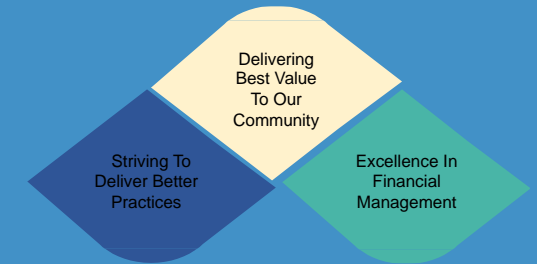 Delivering
Best Value
To Our
Community
Striving To
Deliver Better
Practices
Excellence In
Financial
Management